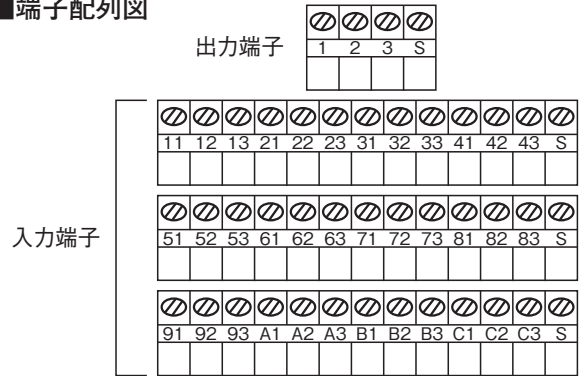 ■端子配列図
出力端子
1 2 3 S
11 12 13 21 22 23 31 32 33 41 42 43 S
入力端子
51 52 53 61 62 63 71 72 73 81 82 83 S
91 92 93 A1 A2 A3 B1 B2 B3 C1 C2 C3 S